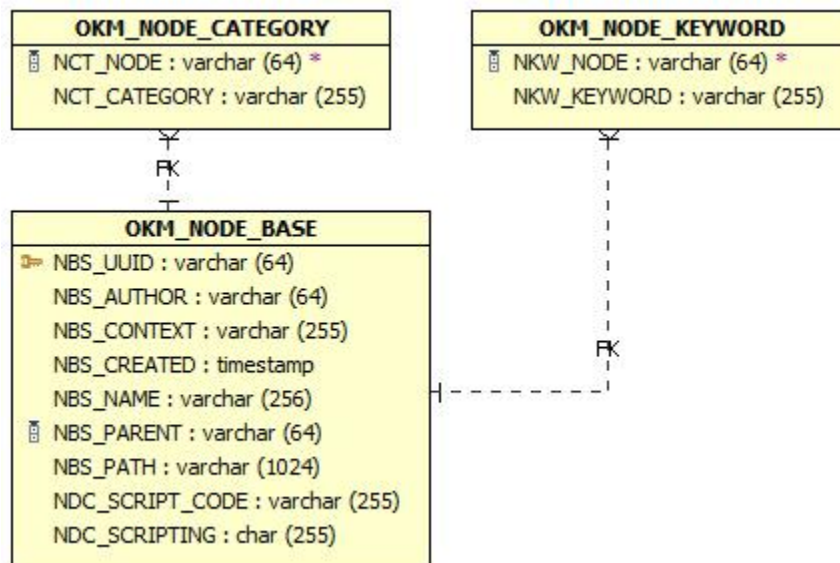 OKM_NODE_CATEGORY
NCT_NODE : varchar (64) *
NCT_CATEGORY : varchar (255)
OKM_NODE_KEYWORD
NKW_NODE : varchar (64) *
NKW_KEYWORD : varchar (255)
FK
OKM_NODE_BASE
NBS_UUID : varchar (64)
NBS_AUTHOR : varchar (64)
NBS_CONTEXT : varchar (255)
NBS_CREATED : timestamp
NBS_NAME : varchar (256)
NBS_PARENT : varchar (64)
NBS_PATH : varchar (1024)
NDC_SCRIPT_CODE : varchar (255)
NDC_SCRIPTING : char (255)
FK